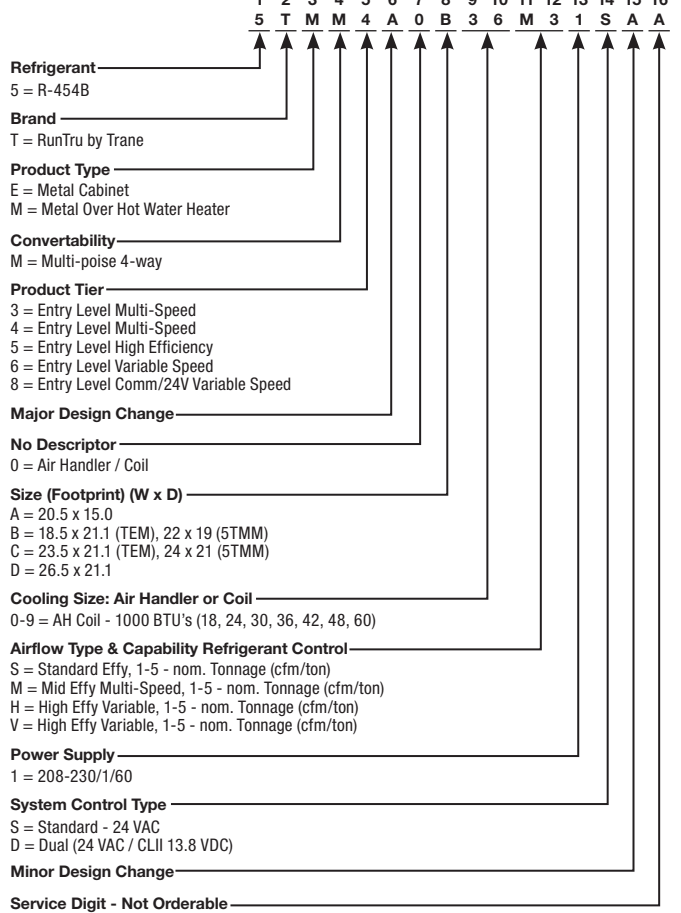 1 2 3 4 5 6 7 8 9 10 11 12 13 14 15 16
5 T M M 4 A 0 B 3 6 M 3 1 S A A
Refrigerant
5 = R-454B
Brand
T = RunTru by Trane
Product Type
E = Metal Cabinet
M = Metal Over Hot Water Heater
Convertability
M = Multi-poise 4-way
Product Tier
3 = Entry Level Multi-Speed
4 = Entry Level Multi-Speed
5 = Entry Level High Efficiency
6 = Entry Level Variable Speed
8 = Entry Level Comm/24V Variable Speed
Major Design Change
No Descriptor
0 = Air Handler / Coil
Size (Footprint) (W x D)
A = 20.5 x 15.0
B = 18.5 x 21.1 (TEM), 22 x 19 (5TMM)
C = 23.5 x 21.1 (TEM), 24 x 21 (5TMM)
D = 26.5 x 21.1
Cooling Size: Air Handler or Coil
0-9 = AH Coil - 1000 BTU's (18, 24, 30, 36, 42, 48, 60)
Airflow Type & Capability Refrigerant Control
S = Standard Effy, 1-5 - nom. Tonnage (cfm/ton)
M = Mid Effy Multi-Speed, 1-5 - nom. Tonnage (cfm/ton)
H = High Effy Variable, 1-5 - nom. Tonnage (cfm/ton)
V = High Effy Variable, 1-5 - nom. Tonnage (cfm/ton)
Power Supply
1 = 208-230/1/60
System Control Type
S = Standard - 24 VAC
D = Dual (24 VAC / CLII 13.8 VDC)
Minor Design Change
Service Digit - Not Orderable